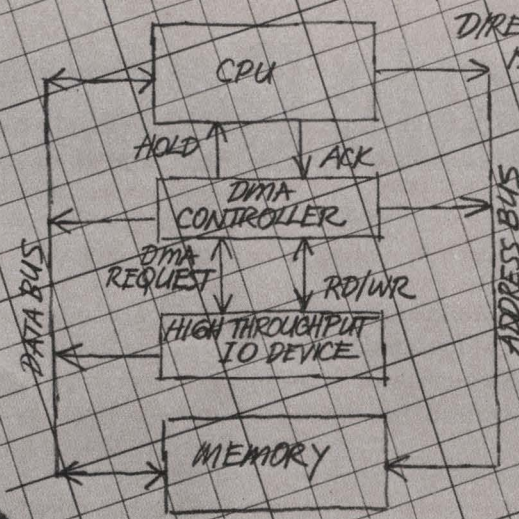 DIRE
CPU
HOLD
ACK
DMA
CONTROLLER
DMA
REQUEST
RD/WR
HIGH THROUGHPUT
IO DEVICE
MEMORY
DATA BUS
ADDRESS BUS